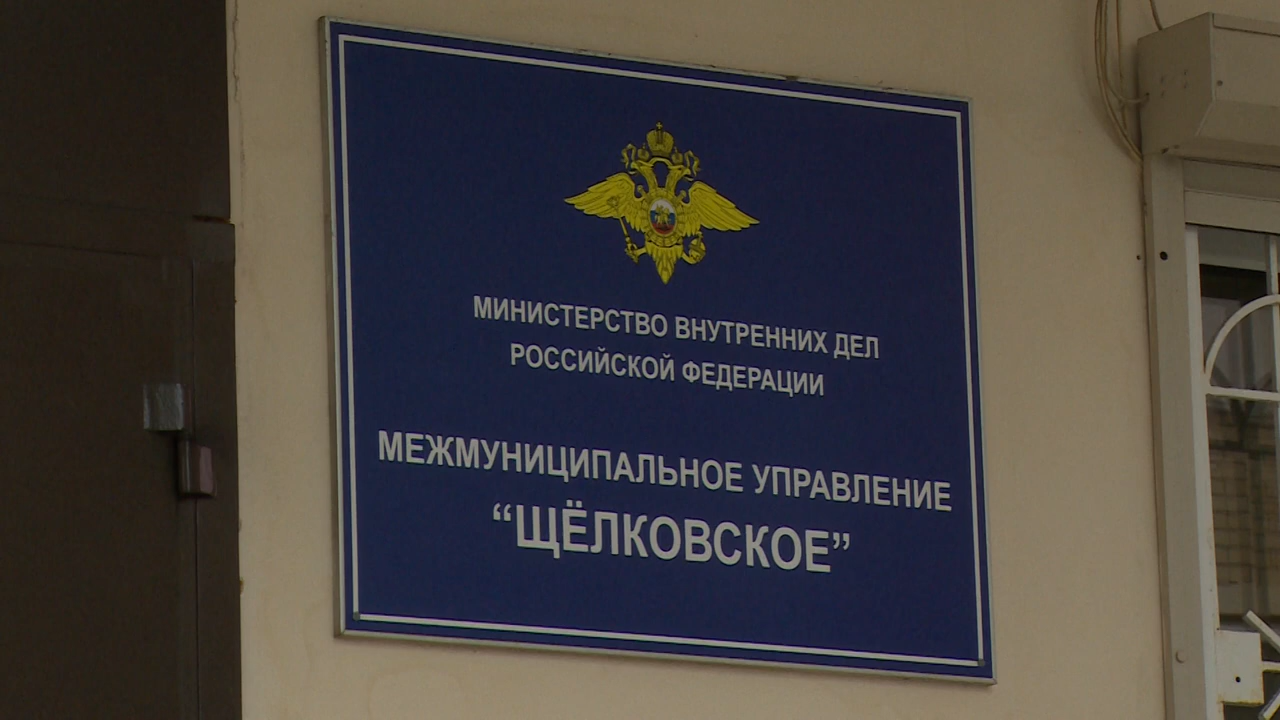 МИНИСТЕРСТВО ВНУТРЕННИХ ДЕЛ
РОССИЙСКОЙ ФЕДЕРАЦИИ
МЕЖМУНИЦИПАЛЬНОЕ УПРАВЛЕНИЕ
“ЩЁЛКОВСКОЕ”